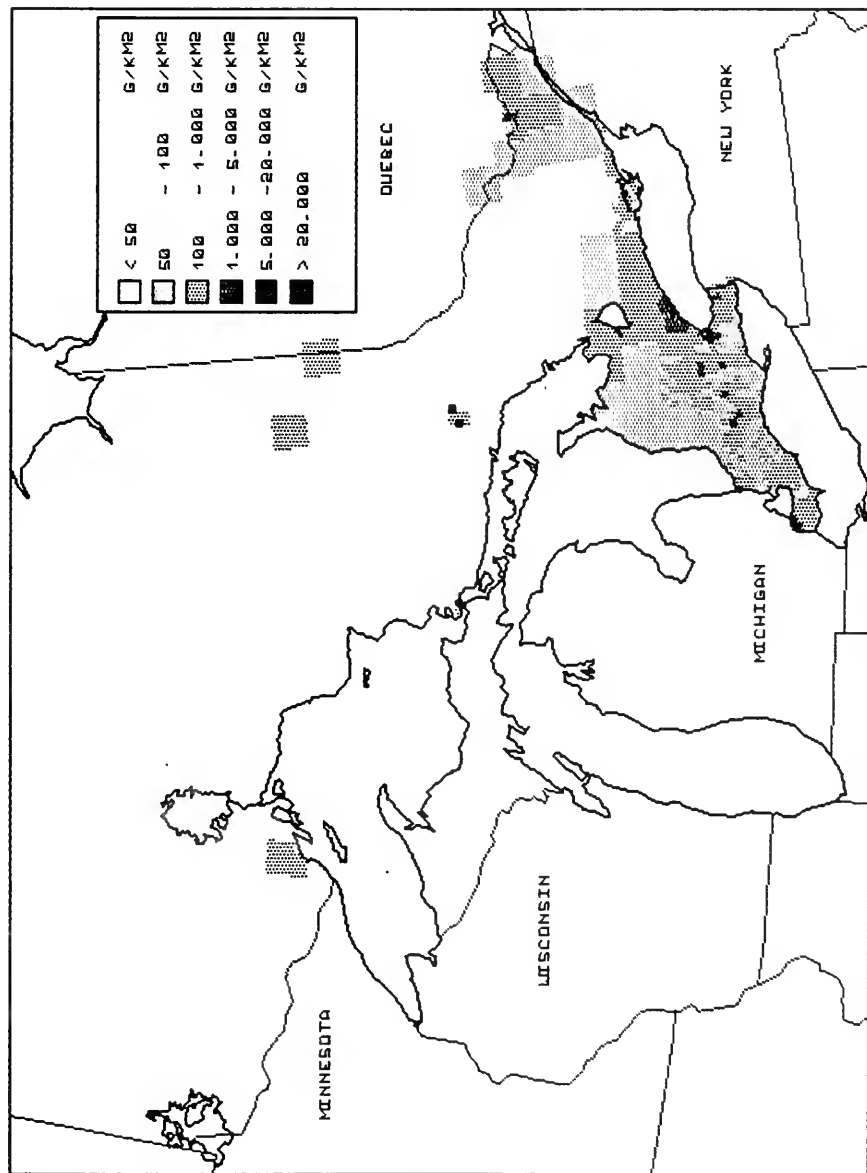 < 50 G/KM2
50 - 100 G/KM2
100 - 1.000 G/KM2
1.000 - 5.000 G/KM2
5.000 -20.000 G/KM2
> 20.000 G/KM2
QUEBEC
NEW YORK
MICHIGAN
WISCONSIN
MINNESOTA